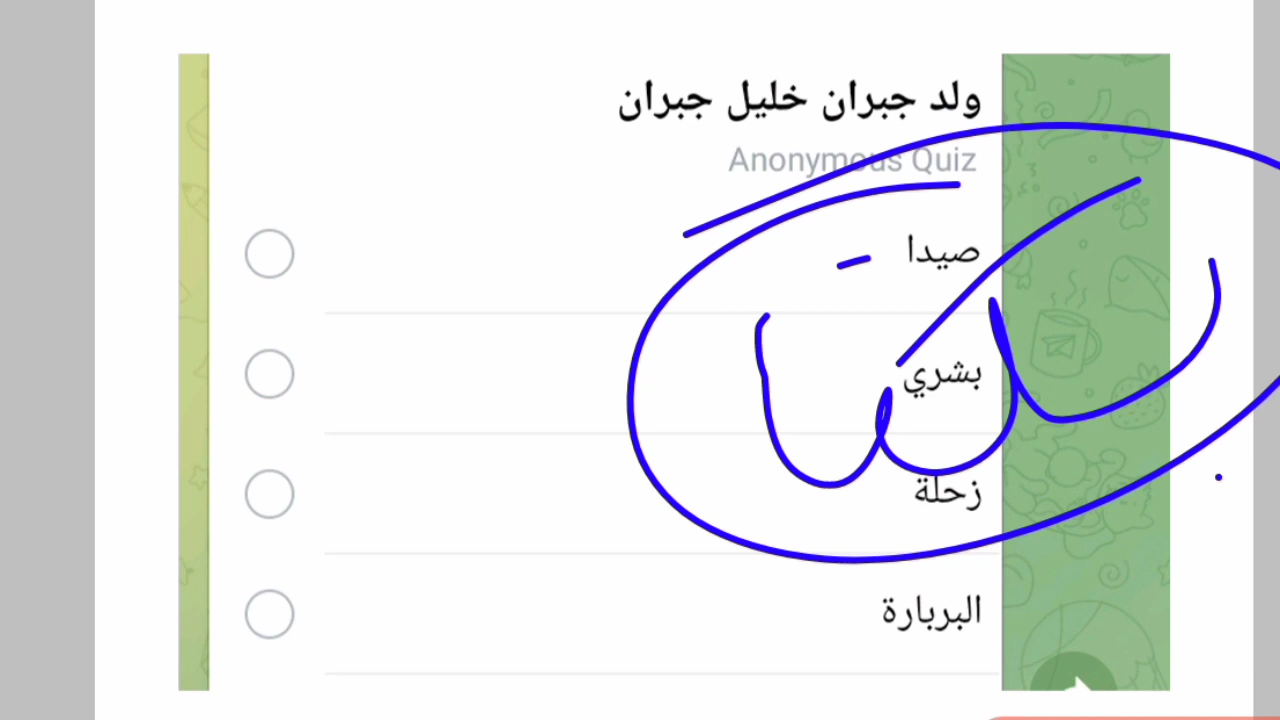 ولد جبران خليل جبران
Anonymous Quiz
صيدا
بشري
زحلة
البربارة